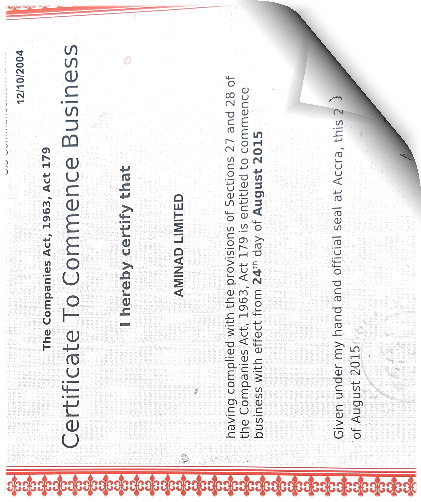 12/10/2004
The Companies Act, 1963, Act 179
Certificate To Commence Business
I hereby certify that
AMINAD LIMITED
having complied with the provisions of Sections 27 and 28 of
the Companies Act, 1963, Act 179 is entitled to commence
business with effect from 24th day of August 2015
Given under my hand and official seal at Accra, this
of August 2015